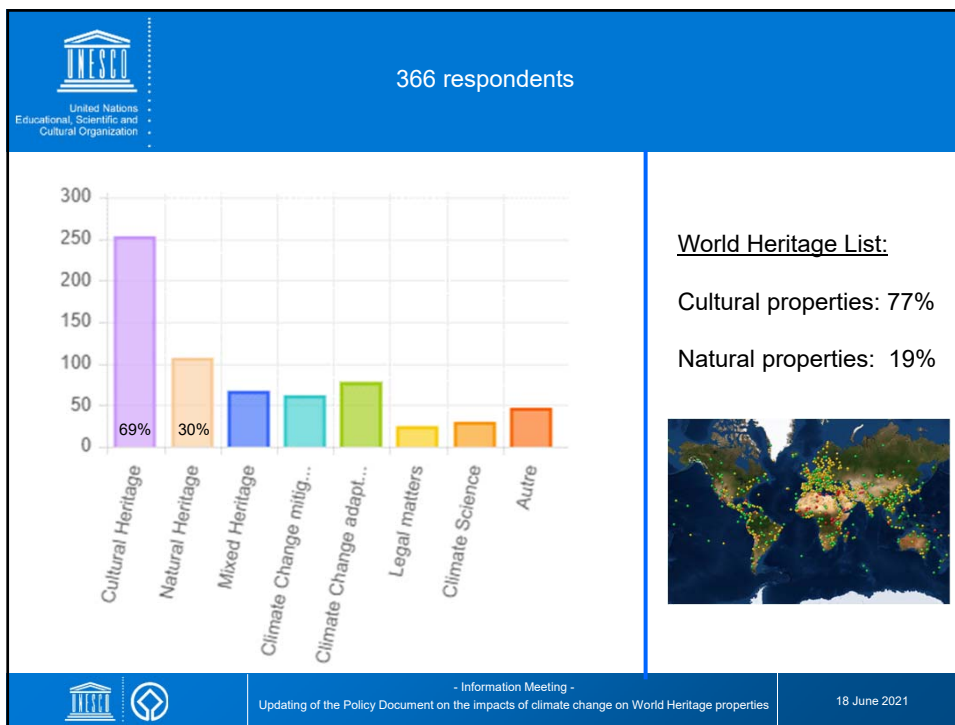 UNESCO
United Nations
Educational, Scientific and
Cultural Organization
366 respondents
300
250
200
150
100
50
0
69%
30%
Cultural Heritage
Natural Heritage
Mixed Heritage
Climate Change mitig...
Climate Change adapt...
Legal matters
Climate Science
Autre
World Heritage List:
Cultural properties: 77%
Natural properties: 19%
UNESCO
- Information Meeting -
Updating of the Policy Document on the impacts of climate change on World Heritage properties
18 June 2021